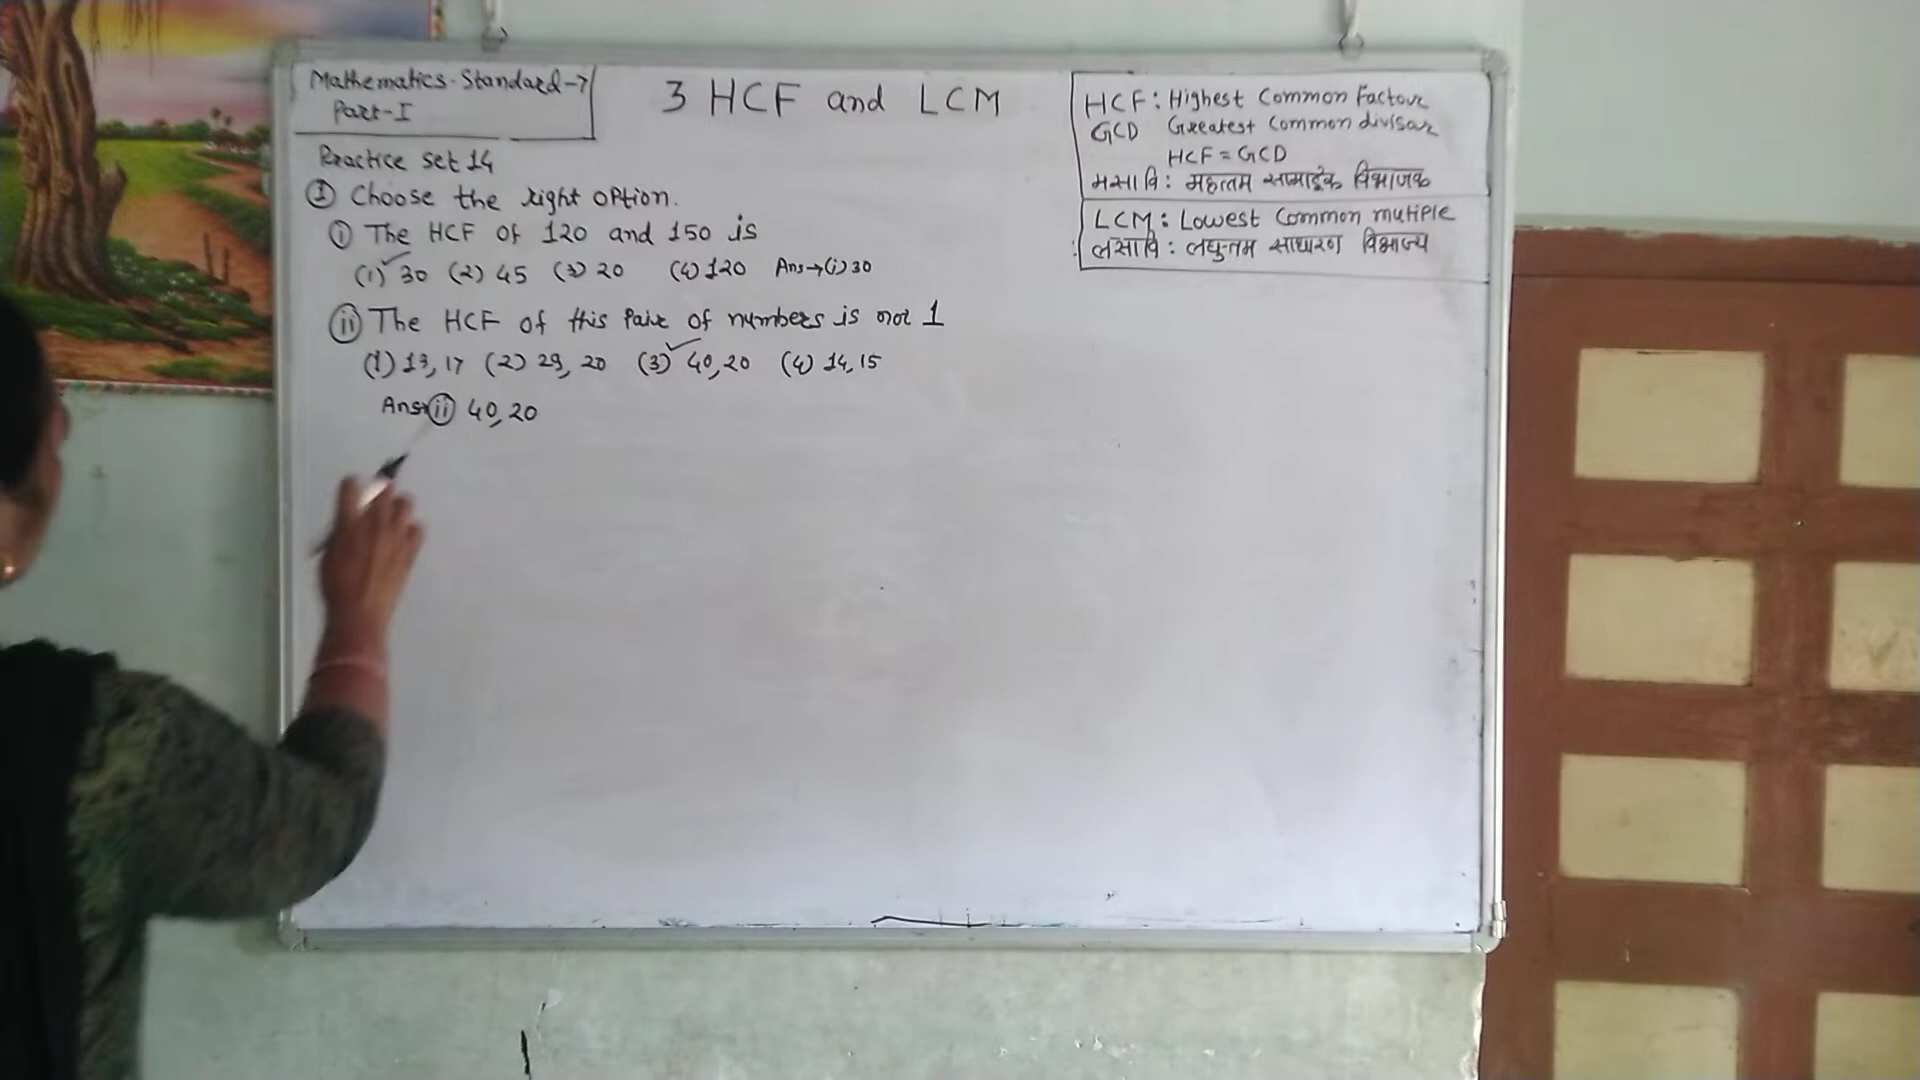 Mathematics-Standard-7
Part-I
3 HCF and LCM
Practice set 14
① Choose the right option.
(i) The HCF of 120 and 150 is
(1) 30 (2) 45 (3) 20 (4) 120 Ans→(i) 30
(ii) The HCF of this Pair of numbers is not 1
(1) 13,17 (2) 29, 20 (3) 40,20 (4) 14,15
Ans→(ii) 40,20
HCF: Highest Common Factour
GCD Greatest Common divisar
HCF = GCD
मसावि: महत्तम सामाईक विभाजक
LCM: Lowest Common mutiple
लसावि: लघुत्तम साधारण विभाज्य